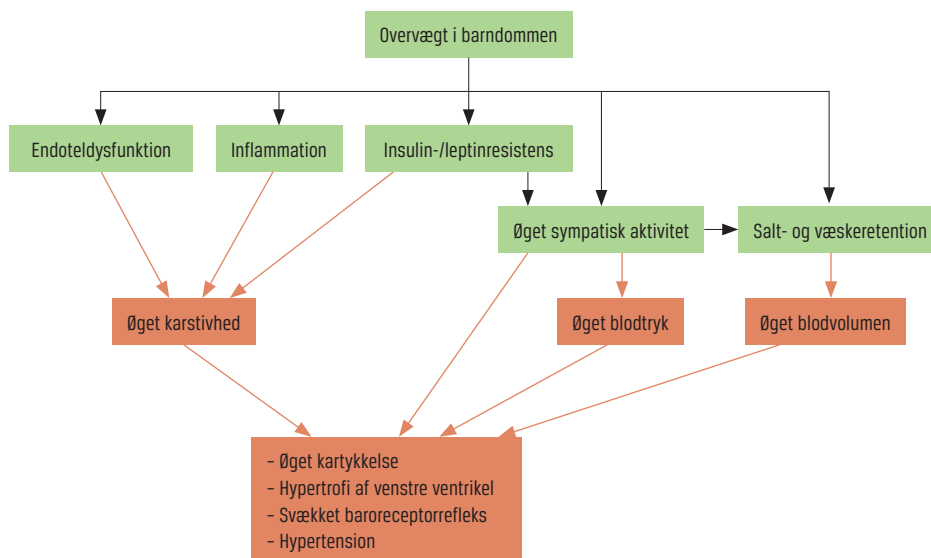 Overvægt i barndommen
Endoteldysfunktion
Inflammation
Insulin-/leptinresistens
Øget sympatisk aktivitet
Salt- og væskeretention
Øget karstivhed
Øget blodtryk
Øget blodvolumen
– Øget kartykkelse
– Hypertrofi af venstre ventrikel
– Svækket baroreceptorrefleks
– Hypertension